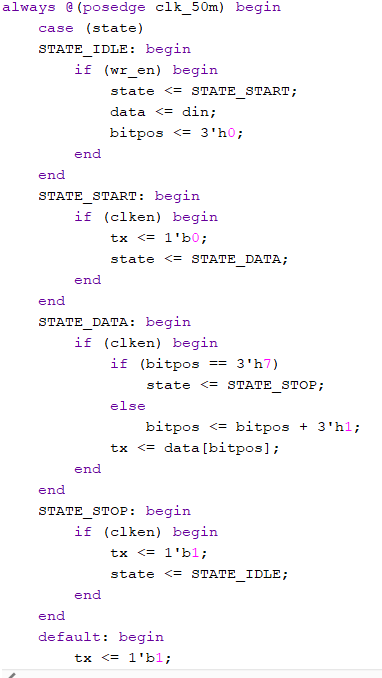 always @(posedge clk_50m) begin
case (state)
STATE_IDLE: begin
if (wr_en) begin
state <= STATE_START;
data <= din;
bitpos <= 3'h0;
end
end
STATE_START: begin
if (clken) begin
tx <= 1'b0;
state <= STATE_DATA;
end
end
STATE_DATA: begin
if (clken) begin
if (bitpos == 3'h7)
state <= STATE_STOP;
else
bitpos <= bitpos + 3'h1;
tx <= data[bitpos];
end
end
STATE_STOP: begin
if (clken) begin
tx <= 1'b1;
state <= STATE_IDLE;
end
end
default: begin
tx <= 1'b1;